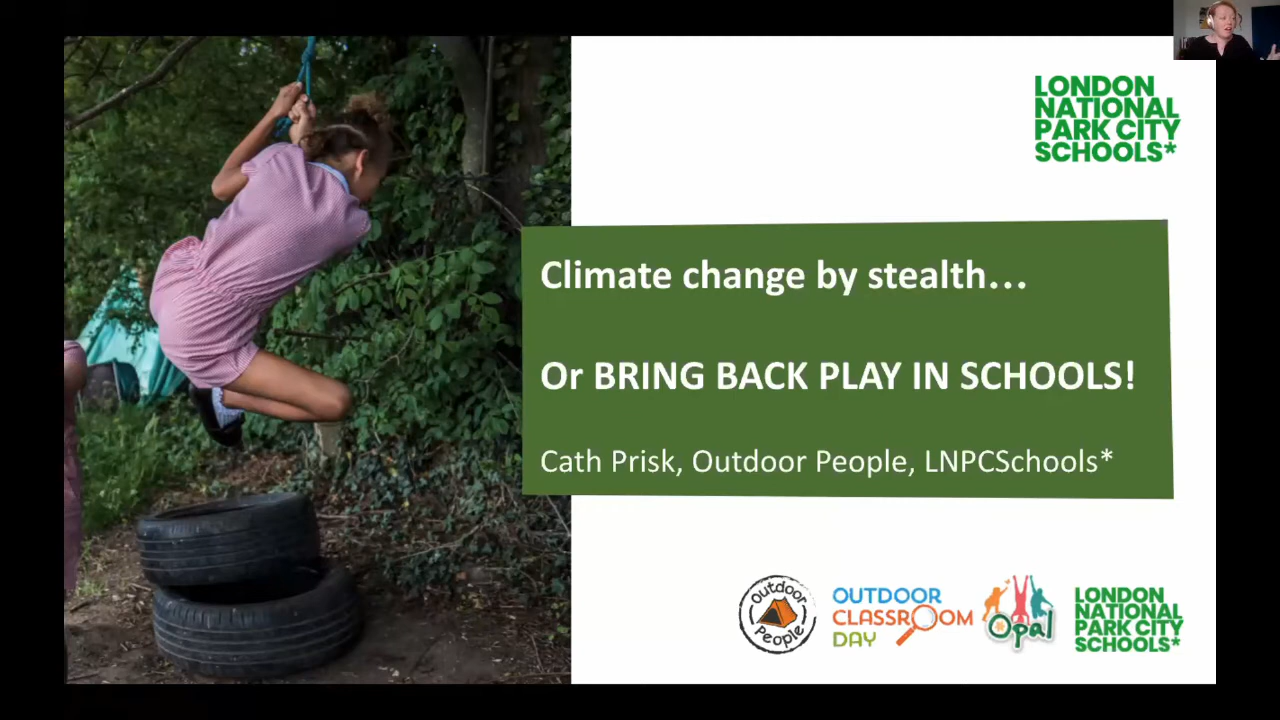 LONDON
NATIONAL
PARK CITY
SCHOOLS*
Climate change by stealth…
Or BRING BACK PLAY IN SCHOOLS!
Cath Prisk, Outdoor People, LNPCSchools*
Outdoor
People
OUTDOOR
CLASSROOM
DAY
Opal
LONDON
NATIONAL
PARK CITY
SCHOOLS*